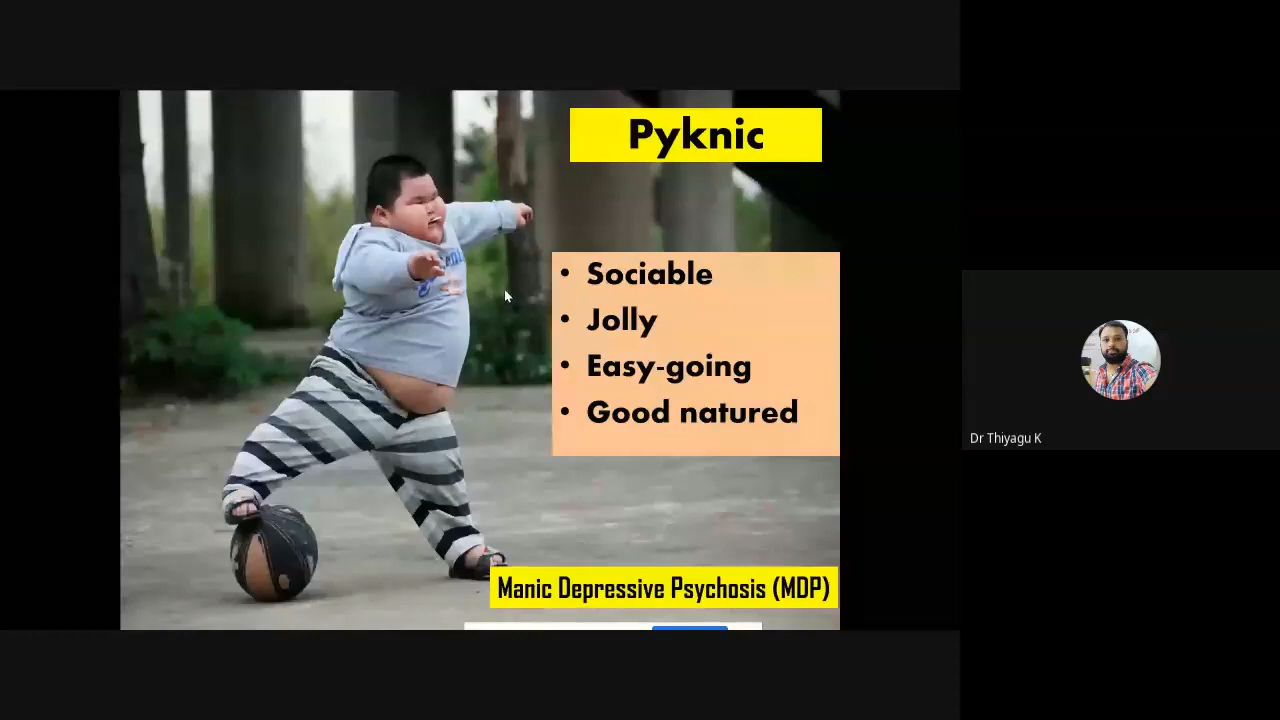 Pyknic
• Sociable
• Jolly
• Easy-going
• Good natured
Manic Depressive Psychosis (MDP)
Dr Thiyagu K